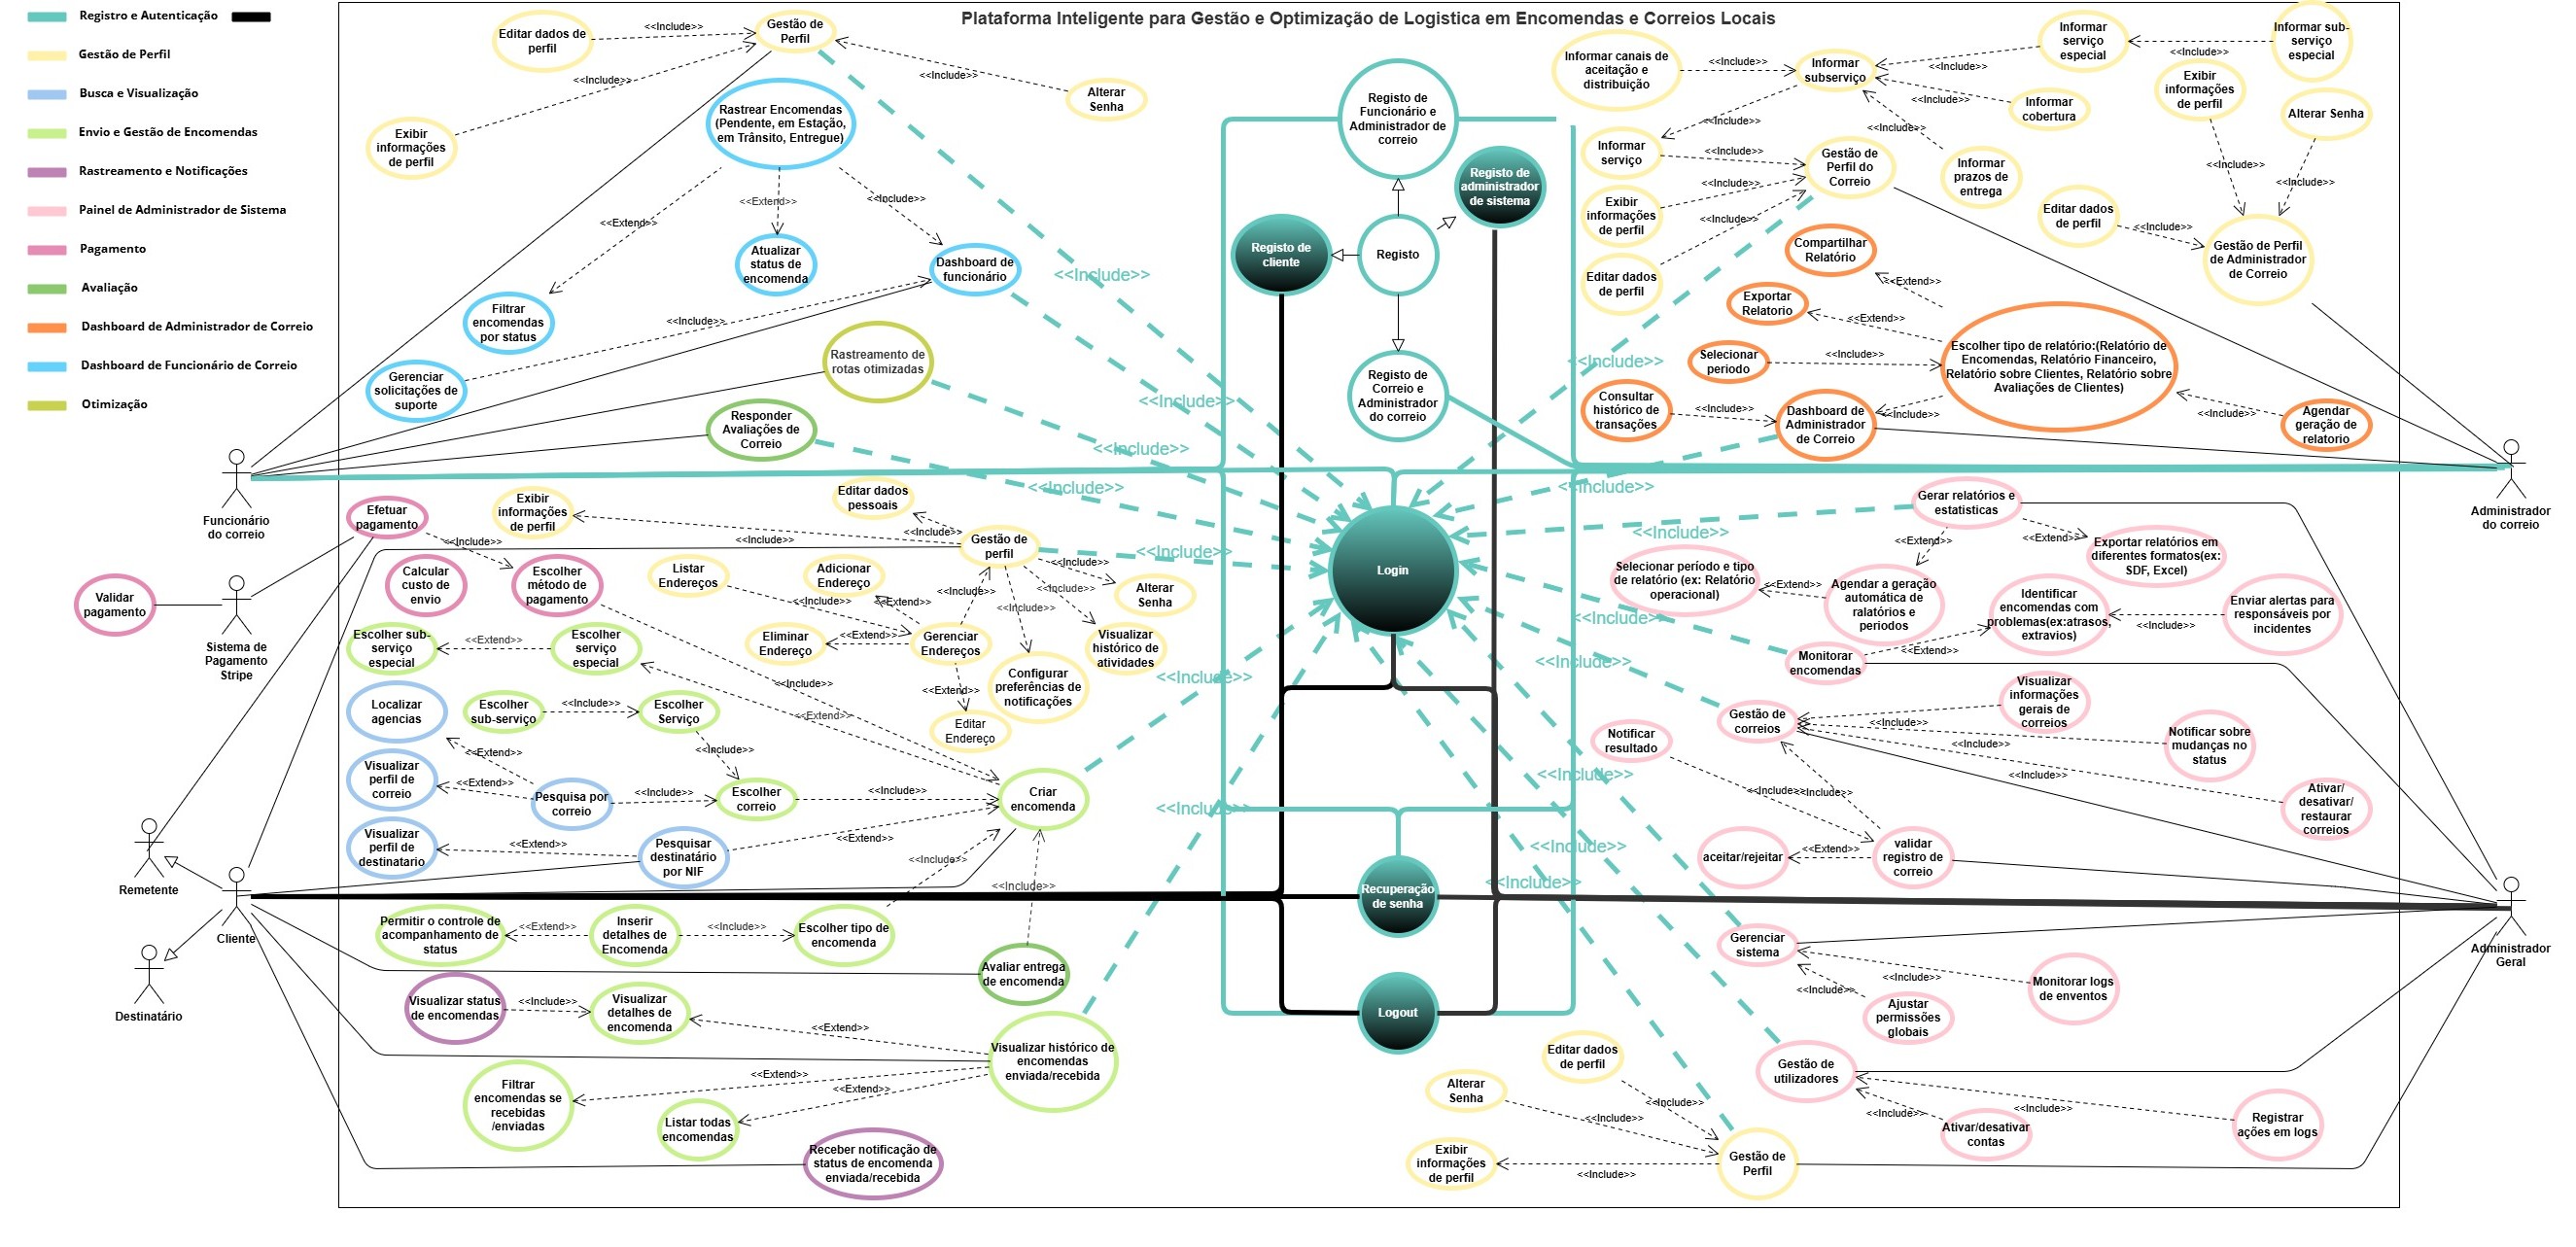 Plataforma Inteligente para Gestão e Optimização de Logistica em Encomendas e Correios Locais
Registro e Autenticação
Gestão de Perfil
Busca e Visualização
Envio e Gestão de Encomendas
Rastreamento e Notificações
Painel de Administrador de Sistema
Pagamento
Avaliação
Dashboard de Administrador de Correio
Dashboard de Funcionário de Correio
Otimização
Editar dados de
perfil
<<Include>>
Gestão de
Perfil
<<Include>>
<<Include>>
Alterar
Senha
Exibir
informações
de perfil
Rastrear Encomendas
(Pendente, em Estação,
em Trânsito, Entregue)
<<Extend>>
<<Extend>>
<<Include>>
Atualizar
status de
encomenda
Dashboard de
funcionário
Filtrar
encomendas
por status
<<Include>>
Gerenciar
solicitações de
suporte
Rastreamento de
rotas otimizadas
Responder
Avaliações de
Correio
<<Include>>
<<Include>>
<<Include>>
<<Include>>
Registo de
Funcionário e
Administrador de
correio
Registo de
administrador
de sistema
Registo de
cliente
Registo
Registo de
Correio e
Administrador
do correio
Login
Recuperação
de senha
Logout
Informar canais de
aceitação e
distribuição
<<Include>>
Informar
subserviço
<<Include>>
Informar
serviço
especial
<<Include>>
Informar sub-
serviço
especial
<<Include>>
Informar
cobertura
<<Include>>
Informar
prazos de
entrega
<<Include>>
Informar
serviço
<<Include>>
Gestão de
Perfil do
Correio
Exibir
informações
de perfil
<<Include>>
Editar dados
de perfil
<<Include>>
Exibir
informações
de perfil
Alterar Senha
<<Include>>
<<Include>>
Editar dados
de perfil
<<Include>>
Gestão de Perfil
de Administrador
de Correio
Compartilhar
Relatório
<<Extend>>
Exportar
Relatorio
<<Extend>>
Selecionar
periodo
<<Include>>
Escolher tipo de relatório:(Relatório de
Encomendas, Relatório Financeiro,
Relatório sobre Clientes, Relatório sobre
Avaliações de Clientes)
Consultar
histórico de
transações
<<Include>>
Dashboard de
Administrador
de Correio
<<Include>>
<<Include>>
Agendar
geração de
relatorio
<<Include>>
<<Include>>
Funcionário
do correio
Administrador
do correio
Efetuar
pagamento
<<Include>>
Calcular
custo de
envio
Escolher
método de
pagamento
Validar
pagamento
Sistema de
Pagamento
Stripe
Exibir
informações
de perfil
Editar dados
pessoais
<<Include>>
<<Include>>
Gestão de
perfil
<<Include>>
Listar
Endereços
<<Include>>
Adicionar
Endereço
<<Extend>>
<<Include>>
<<Include>>
<<Include>>
<<Include>>
Alterar
Senha
Eliminar
Endereço
<<Extend>>
Gerenciar
Endereços
Visualizar
histórico de
atividades
Configurar
preferências de
notificações
<<Extend>>
Editar
Endereço
Escolher sub-
serviço
especial
<<Extend>>
Escolher
serviço
especial
<<Include>>
<<Extend>>
Localizar
agencias
Escolher
sub-serviço
<<Include>>
Escolher
Serviço
<<Include>>
<<Extend>>
Visualizar
perfil de
correio
<<Extend>>
Pesquisa por
correio
<<Include>>
Escolher
correio
<<Include>>
Criar
encomenda
Visualizar
perfil de
destinatario
<<Extend>>
Pesquisar
destinatário
por NIF
<<Extend>>
<<Include>>
<<Include>>
<<Include>>
<<Include>>
Remetente
Cliente
Destinatário
Permitir o controle de
acompanhamento de
status
<<Extend>>
Inserir
detalhes de
Encomenda
<<Include>>
Escolher tipo de
encomenda
Avaliar entrega
de encomenda
Visualizar status
de encomendas
<<Include>>
Visualizar
detalhes de
encomenda
<<Extend>>
Visualizar histórico de
encomendas
enviada/recebida
<<Extend>>
<<Extend>>
Filtrar
encomendas se
recebidas
/enviadas
Listar todas
encomendas
Receber notificação de
status de encomenda
enviada/recebida
Gerar relatórios e
estatisticas
<<Include>>
<<Extend>>
<<Extend>>
Exportar relatórios em
diferentes formatos(ex:
SDF, Excel)
Selecionar período e tipo
de relatório (ex: Relatório
operacional)
<<Extend>>
Agendar a geração
automática de
ralatórios e
periodos
Identificar
encomendas com
problemas(ex:atrasos,
extravios)
<<Include>>
Enviar alertas para
responsáveis por
incidentes
<<Include>>
Monitorar
encomendas
<<Extend>>
<<Include>>
Gestão de
correios
Visualizar
informações
gerais de
correios
<<Include>>
<<Include>>
Notificar sobre
mudanças no
status
<<Include>>
Ativar/
desativar/
restaurar
correios
Notificar
resultado
<<Include>>
<<Include>>
<<Include>>
aceitar/rejeitar
<<Extend>>
validar
registro de
correio
<<Include>>
<<Include>>
Administrador
Geral
Gerenciar
sistema
<<Include>>
<<Include>>
Monitorar logs
de enventos
Ajustar
permissões
globais
Gestão de
utilizadores
<<Include>>
<<Include>>
Ativar/desativar
contas
Registrar
ações em logs
Editar dados
de perfil
Alterar
Senha
<<Include>>
<<Include>>
Exibir
informações
de perfil
<<Include>>
Gestão de
Perfil